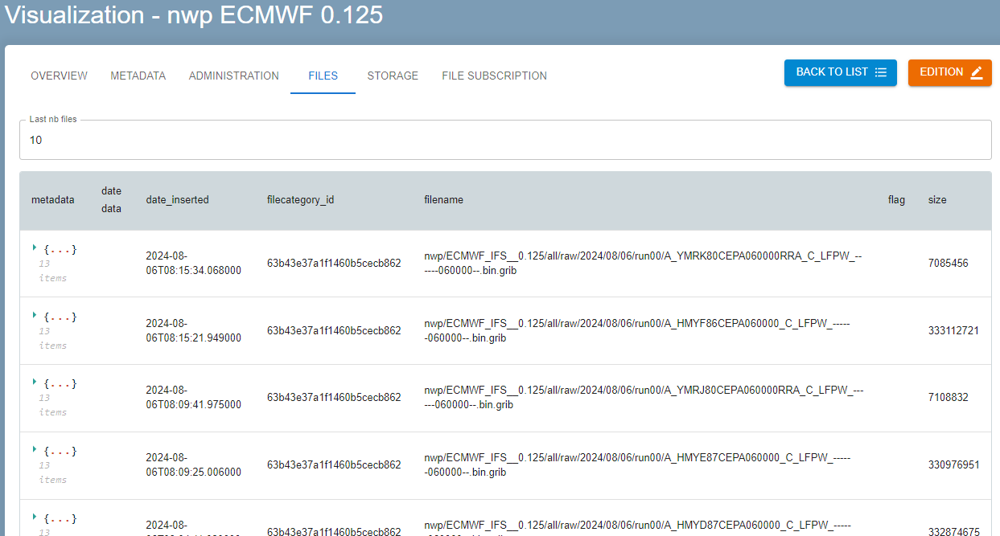 Visualization - nwp ECMWF 0.125
OVERVIEW METADATA ADMINISTRATION FILES STORAGE FILE SUBSCRIPTION BACK TO LIST EDITION
Last nb files
10
metadata date data date_inserted filecategory_id filename flag size
{...}
13
items
2024-08-
06T08:15:34.068000
63b43e37a1f1460b5cecb862
nwp/ECMWF_IFS__0.125/all/raw/2024/08/06/run00/A_YMRK80CEPA060000RRA_C_LFPW_--
----060000--.bin.grib
7085456
{...}
13
items
2024-08-
06T08:15:21.949000
63b43e37a1f1460b5cecb862
nwp/ECMWF_IFS__0.125/all/raw/2024/08/06/run00/A_HMYF86CEPA060000_C_LFPW_-----
-060000--.bin.grib
333112721
{...}
13
items
2024-08-
06T08:09:41.975000
63b43e37a1f1460b5cecb862
nwp/ECMWF_IFS__0.125/all/raw/2024/08/06/run00/A_YMRJ80CEPA060000RRA_C_LFPW_---
---060000--.bin.grib
7108832
{...}
13
items
2024-08-
06T08:09:25.006000
63b43e37a1f1460b5cecb862
nwp/ECMWF_IFS__0.125/all/raw/2024/08/06/run00/A_HMYE87CEPA060000_C_LFPW_-----
-060000--.bin.grib
330976951
{...}
13
2024-08-
63b43e37a1f1460b5cecb862
nwp/ECMWF_IFS__0.125/all/raw/2024/08/06/run00/A_HMYD87CEPA060000_C_LFPW_-----
332874675